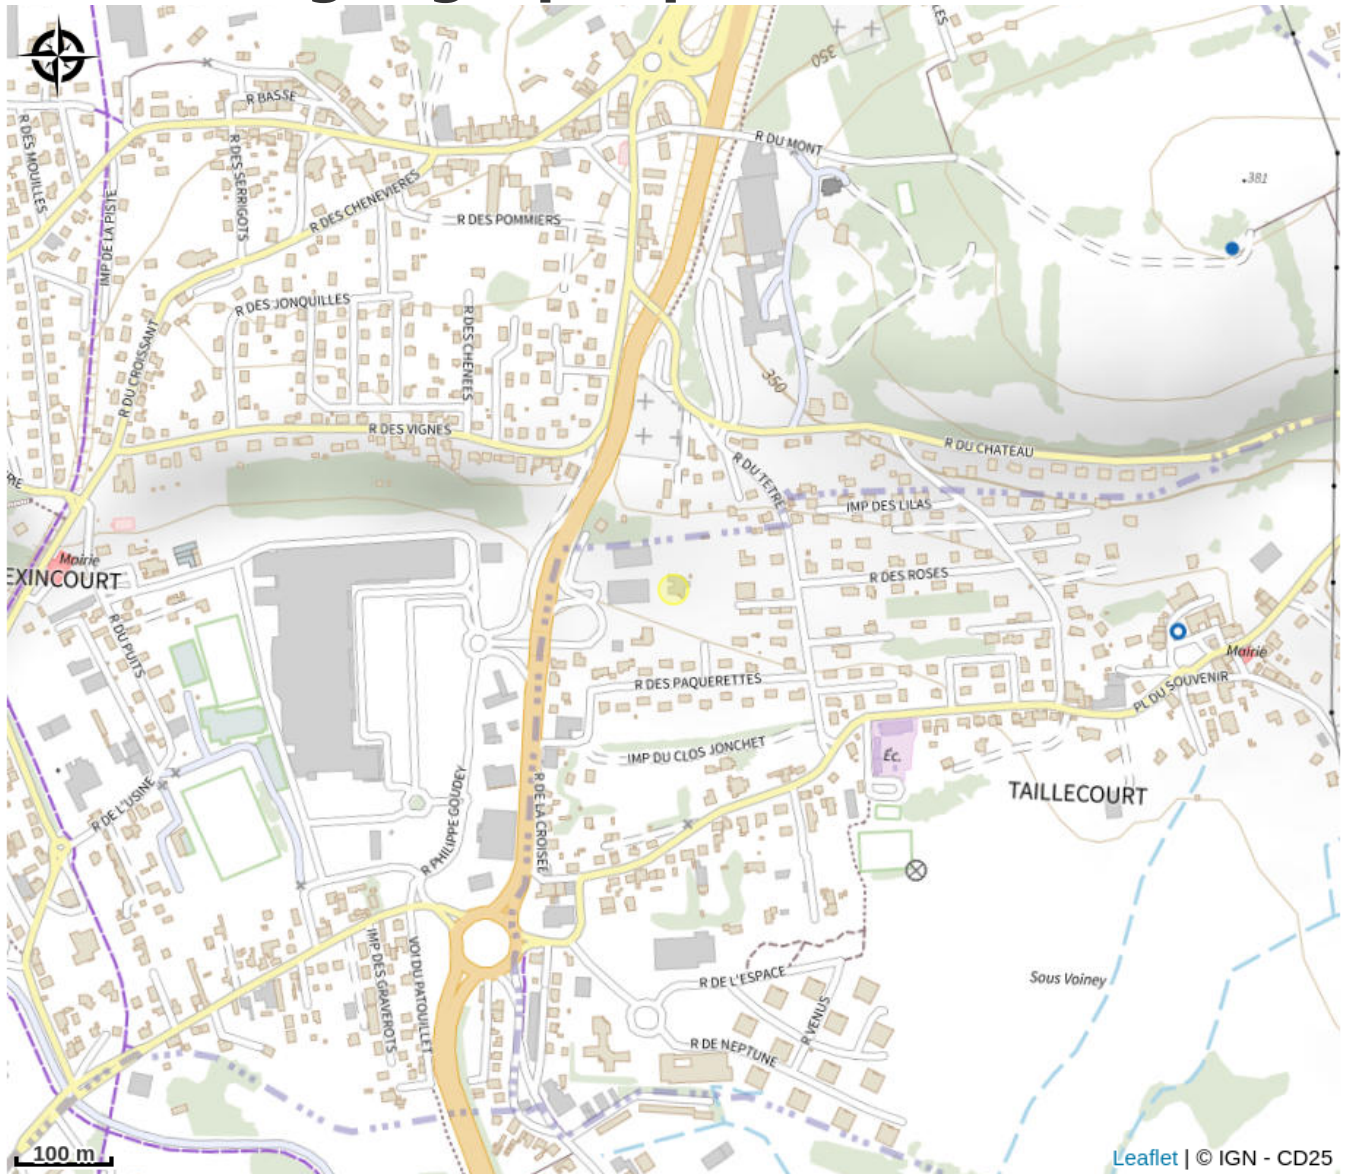 350
R BASSE
R DES MOUILLES
R DES SERRIGOTS
R DU MONT
381
IMP DE LA PISTE
R DES CHENEVIERES
R DES POMMIERS
R DES JONQUILLES
R DES CHENEES
R DU CROISSANT
350
R DES VIGNES
R DU CHATEAU
R DU TETRE
IMP DES LILAS
Mairie
EXINCOURT
R DES ROSES
R DU PUITS
Mairie
R DES PAQUERETTES
PL DU SOUVENIR
IMP DU CLOS JONCHET
Éc.
R DE L'USINE
R PHILIPPE GOUDEY
R DE LA CROISEE
TAILLECOURT
IMP DES GRAVEROTS
VOI DU PATOUILLET
R DE L'ESPACE
Sous Voiney
R VENUS
R DE NEPTUNE
100 m
Leaflet | © IGN - CD25